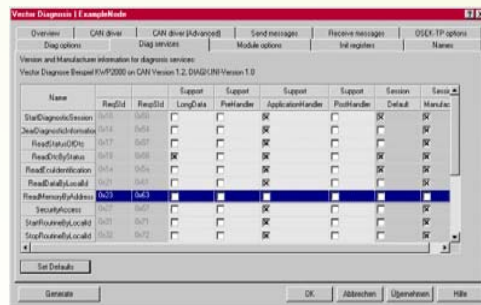 Vector Diagnosis | ExampleNode
Overview CAN driver CAN driver (Advanced) Send messages Receive messages OSEK-TP options
Diag options Diag services Module options Init registers Names
Version and Manufacturer information for diagnosis services
Vector Diagnose Beispiel KWP2000 on CAN Version 1.2, Version 1.0
Support Support Support Support Session
Name ReqSId RespSId LongData PreHandler ApplicationHandler PostHandler Default Manufac
StartDiagnosticSession
ClearDiagnosticInformation
ReadStatusOfDtc
ReadDtcByStatus
ReadEcuIdentification
ReadDataByLocalId
ReadMemoryByAddress 0x23 0x63
SecurityAccess
StartRoutineByLocalId
StopRoutineByLocalId
Set Defaults
Generate OK Abbrechen Übernehmen Hilfe